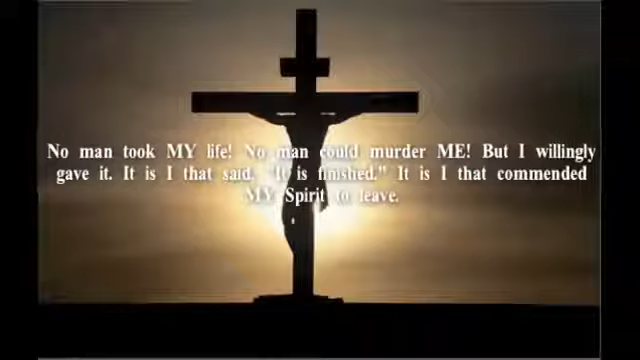 No man took MY life! No man could murder ME! But I willingly
gave it. It is I that said. "It is finished." It is I that commended
MY Spirit to leave.